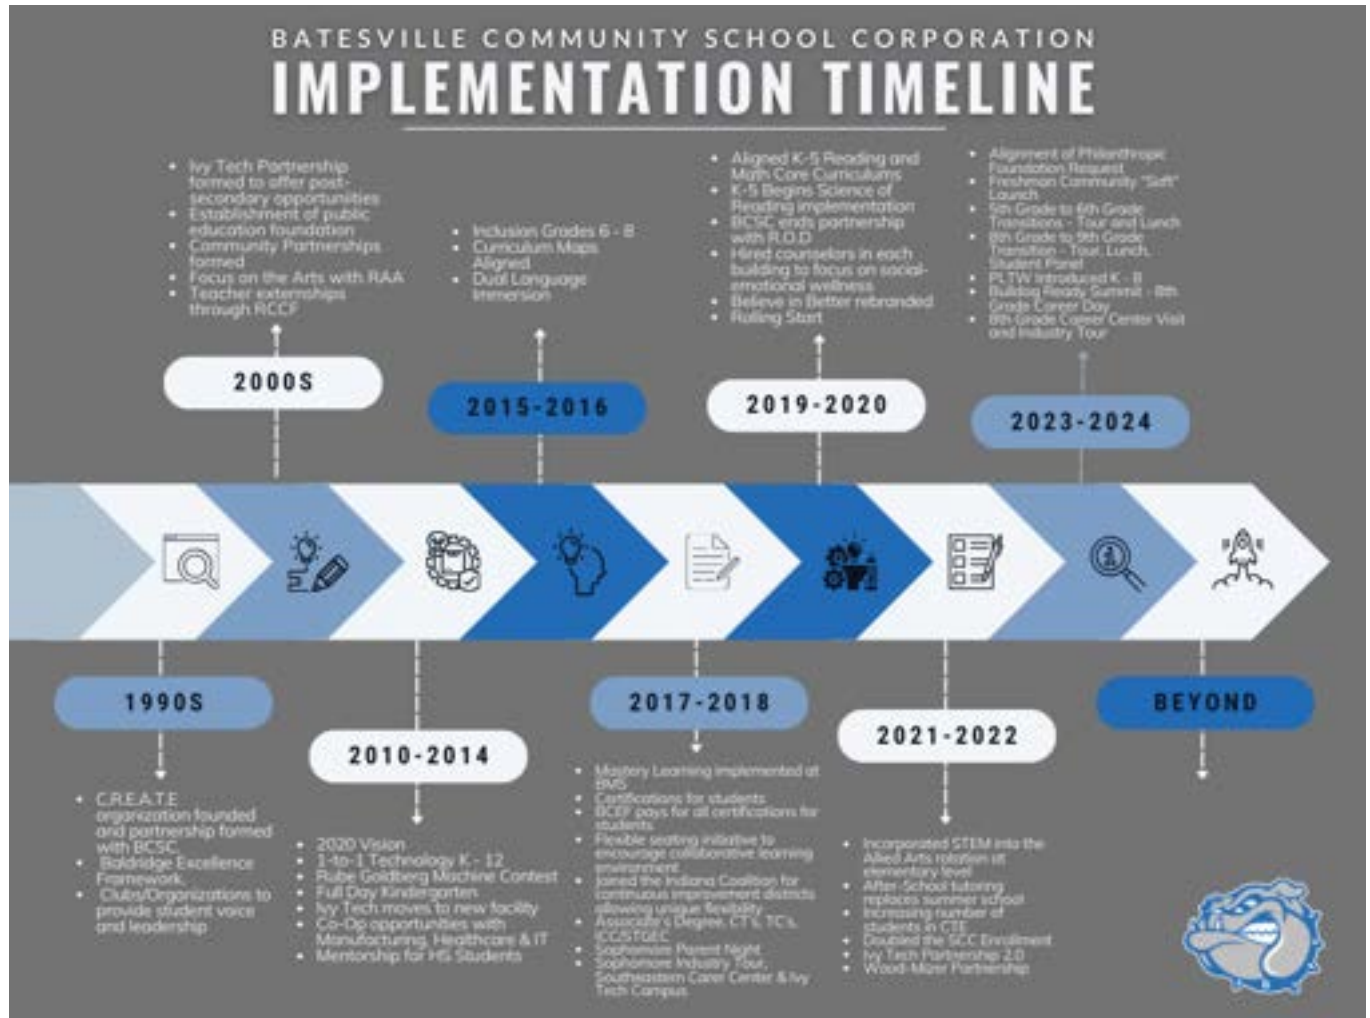 BATESVILLE COMMUNITY SCHOOL CORPORATION
IMPLEMENTATION TIMELINE
• Ivy Tech Partnership
formed to offer post-
secondary opportunities
• Establishment of public
education foundation
• Community Partnerships
formed
• Focus on the Arts with RAA
• Teacher externships
through RCCF
2000S
• Inclusion Grades 6 - 8
• Curriculum Maps
Aligned
• Dual Language
Immersion
2015-2016
• Aligned K-5 Reading and
Math Core Curriculums
• K-5 Begins Science of
Reading implementation
• BCSC ends partnership
with R.O.D
• Hired counselors in each
building to focus on social-
emotional wellness
• Believe in Better rebranded
• Rolling Start
2019-2020
• Alignment of Philanthropic
Foundation Request
• Freshman Community "Soft"
Launch
• 5th Grade to 6th Grade
Transitions - Tour and Lunch
• 8th Grade to 9th Grade
Transition - Tour, Lunch,
Student Panel
• PLTW introduced K - 8
• Bulldog Ready Summit - 8th
Grade Career Day
• 8th Grade Career Center Visit
and Industry Tour
2023-2024
1990S
• C.R.E.A.T.E
organization founded
and partnership formed
with BCSC.
• Baldridge Excellence
Framework.
• Clubs/Organizations to
provide student voice
and leadership
2010-2014
• 2020 Vision
• 1-to-1 Technology K - 12
• Rube Goldberg Machine Contest
• Full Day Kindergarten
• Ivy Tech moves to new facility
• Co-Op opportunities with
Manufacturing, Healthcare & IT
• Mentorship for HS Students
2017-2018
• Mastery Learning implemented at
BMS
• Certifications for students
• BCEF pays for all certifications for
students
• Flexible seating initiative to
encourage collaborative learning
environment
• Joined the Indiana Coalition for
continuous improvement districts
allowing unique flexibility
• Associate's Degree, CT's, TC's,
ICC/STGEC
• Sophomore Parent Night
• Sophomore Industry Tour,
Southeastern Carer Center & Ivy
Tech Campus
2021-2022
• Incorporated STEM into the
Allied Arts rotation at
elementary level
• After-School tutoring
replaces summer school
• Increasing number of
students in CTE
• Doubled the SCC Enrollment
• Ivy Tech Partnership 2.0
• Wood-Mizer Partnership
BEYOND